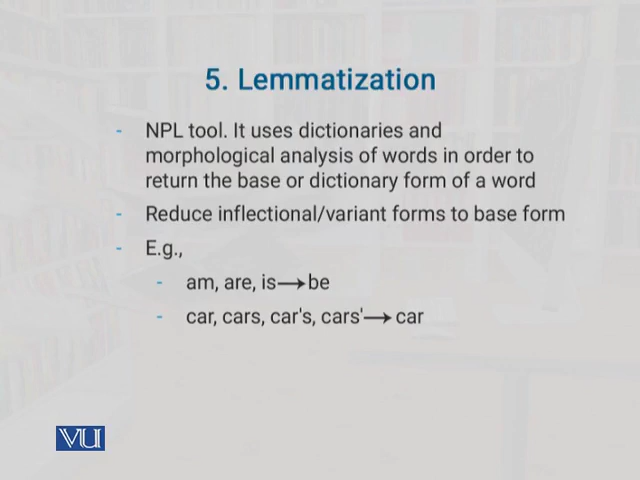 5. Lemmatization
- NPL tool. It uses dictionaries and
morphological analysis of words in order to
return the base or dictionary form of a word
- Reduce inflectional/variant forms to base form
- E.g.,
- am, are, is→be
- car, cars, car's, cars'→car
VU